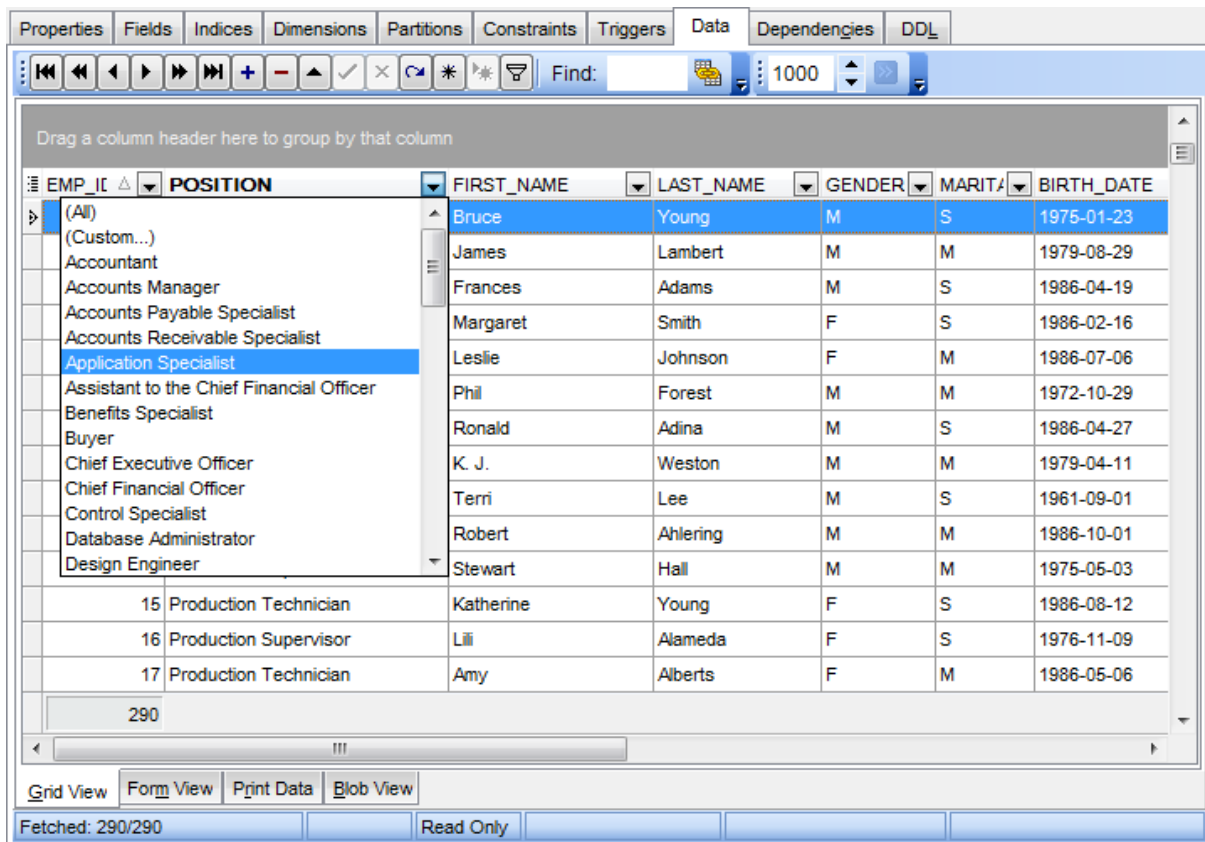 Properties Fields Indices Dimensions Partitions Constraints Triggers Data Dependencies DDL
Find: 1000
Drag a column header here to group by that column
EMP_ID POSITION FIRST_NAME LAST_NAME GENDER MARITA BIRTH_DATE
(All) Bruce Young M S 1975-01-23
(Custom...)
Accountant James Lambert M M 1979-08-29
Accounts Manager Frances Adams M S 1986-04-19
Accounts Payable Specialist Margaret Smith F S 1986-02-16
Accounts Receivable Specialist
Application Specialist Leslie Johnson F M 1986-07-06
Assistant to the Chief Financial Officer Phil Forest M M 1972-10-29
Benefits Specialist
Buyer Ronald Adina M S 1986-04-27
Chief Executive Officer K. J. Weston M M 1979-04-11
Chief Financial Officer Terri Lee M S 1961-09-01
Control Specialist
Database Administrator Robert Ahlering M M 1986-10-01
Design Engineer Stewart Hall M M 1975-05-03
15 Production Technician Katherine Young F S 1986-08-12
16 Production Supervisor Lili Alameda F S 1976-11-09
17 Production Technician Amy Alberts F M 1986-05-06
290
Grid View Form View Print Data Blob View
Fetched: 290/290 Read Only